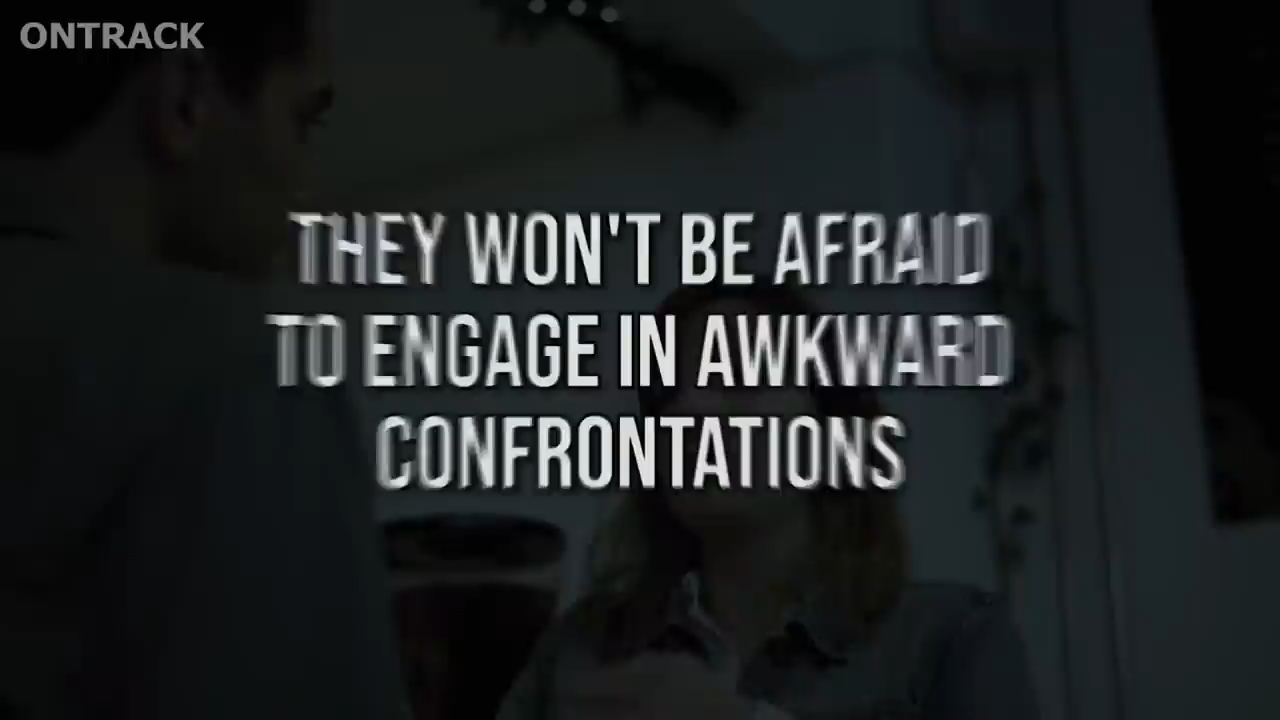 ONTRACK
THEY WON'T BE AFRAID
TO ENGAGE IN AWKWARD
CONFRONTATIONS